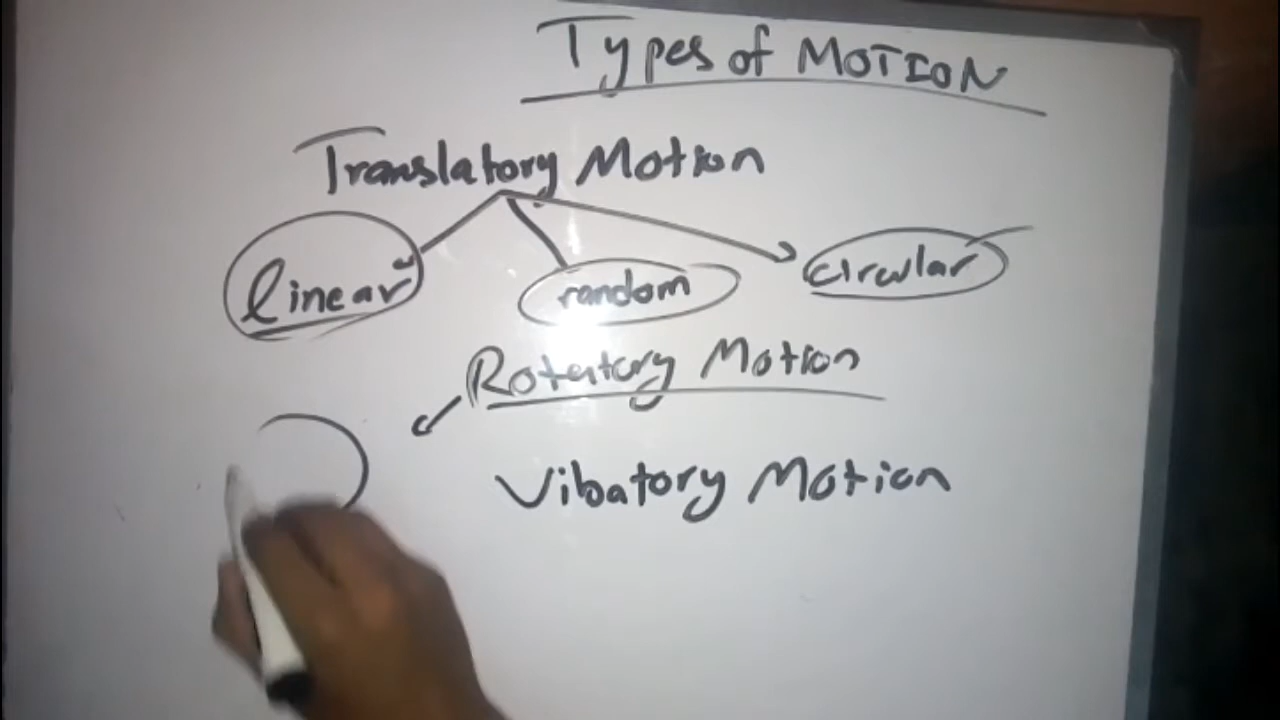 Types of MOTION
Translatory Motion
linear random circular
Rotatory Motion
Vibatory Motion